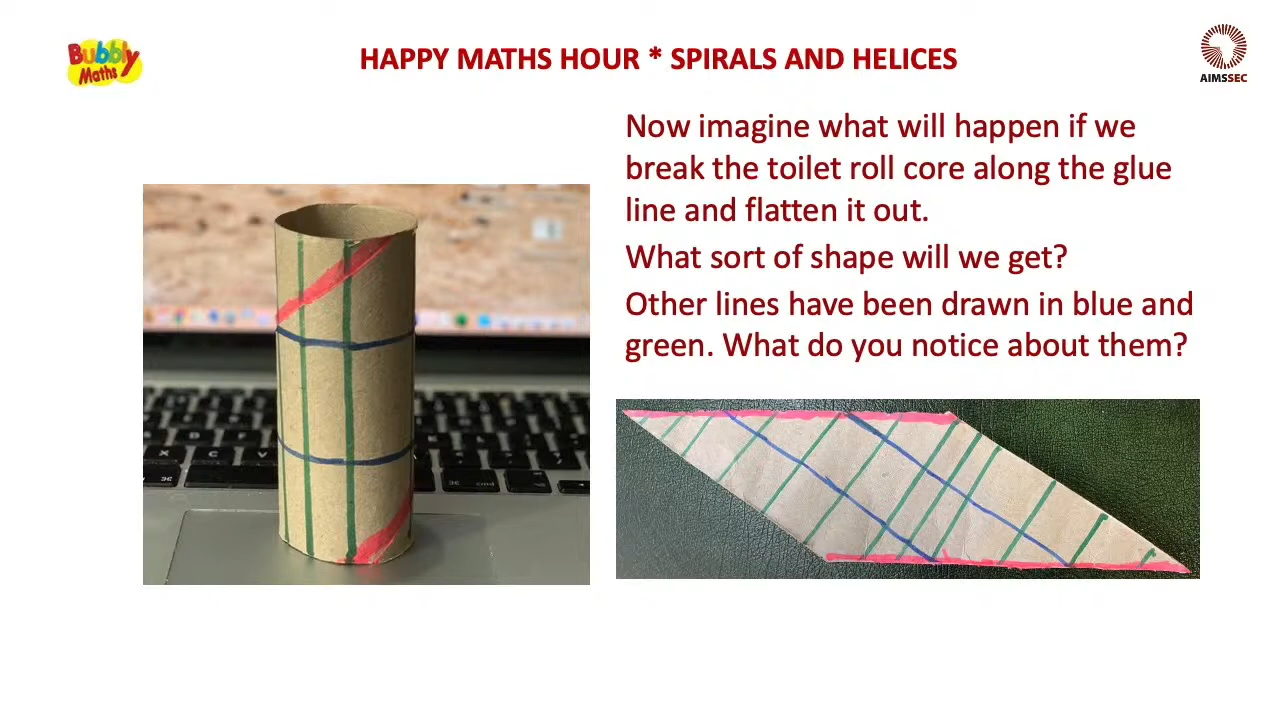 Bubbly
Maths
HAPPY MATHS HOUR * SPIRALS AND HELICES
AIMSSEC
Now imagine what will happen if we
break the toilet roll core along the glue
line and flatten it out.
What sort of shape will we get?
Other lines have been drawn in blue and
green. What do you notice about them?
X
C
V
cmd